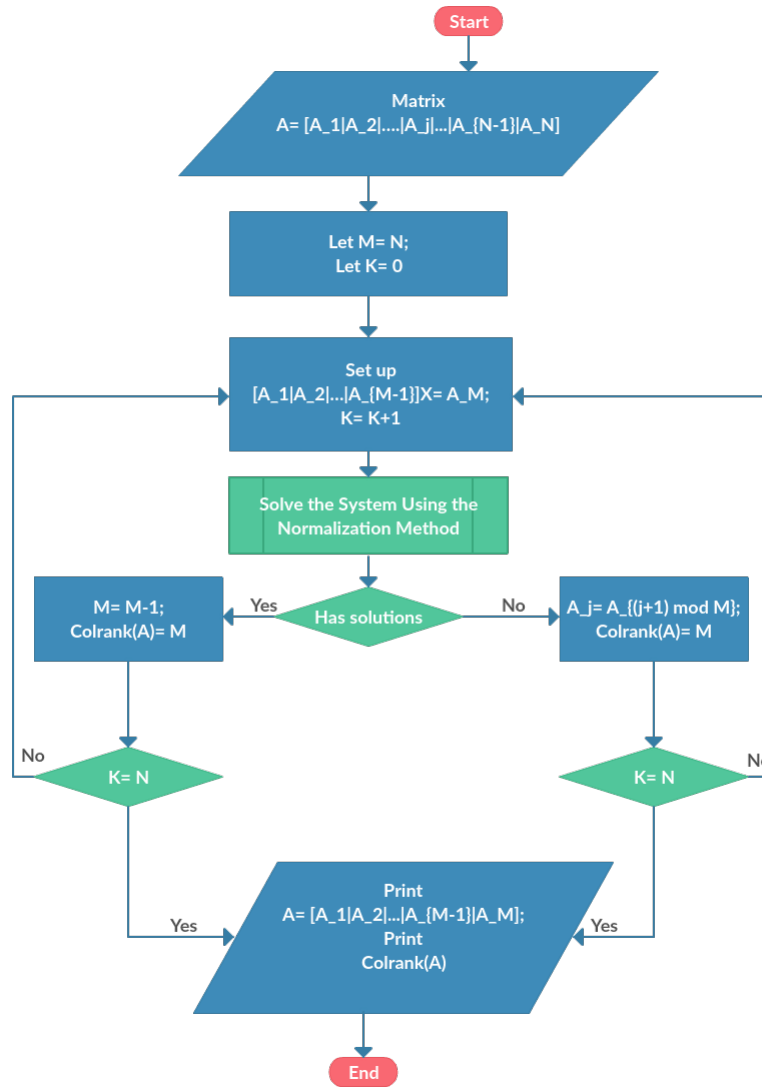 Start
Matrix
A= [A_1|A_2|....|A_j|...|A_{N-1}|A_N]
Let M= N;
Let K= 0
Set up
[A_1|A_2|...|A_{M-1}]X= A_M;
K= K+1
Solve the System Using the
Normalization Method
Has solutions
Yes
No
M= M-1;
Colrank(A)= M
A_j= A_{(j+1) mod M};
Colrank(A)= M
No
K= N
K= N
No
Yes
Yes
Print
A= [A_1|A_2|...|A_{M-1}|A_M];
Print
Colrank(A)
End